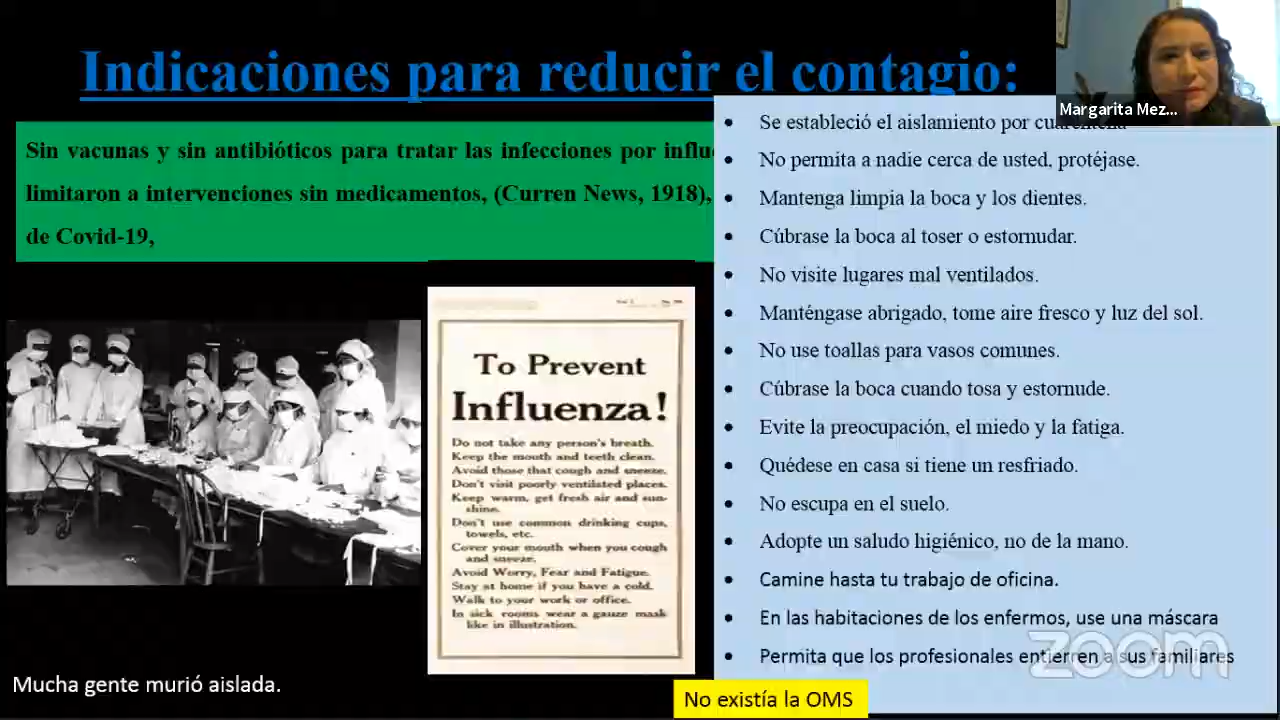 Indicaciones para reducir el contagio:
Margarita Mez...
Sin vacunas y sin antibióticos para tratar las infecciones por
limitaron a intervenciones sin medicamentos, (Curren News, 1918),
de Covid-19,
Se estableció el aislamiento por
No permita a nadie cerca de usted, protéjase.
Mantenga limpia la boca y los dientes.
Cúbrase la boca al toser o estornudar.
No visite lugares mal ventilados.
Manténgase abrigado, tome aire fresco y luz del sol.
No use toallas para vasos comunes.
Cúbrase la boca cuando tosa y estornude.
Evite la preocupación, el miedo y la fatiga.
Quédese en casa si tiene un resfriado.
No escupa en el suelo.
Adopte un saludo higiénico, no de la mano.
Camine hasta tu trabajo de oficina.
En las habitaciones de los enfermos, use una máscara
Permita que los profesionales entierren a sus familiares
To Prevent
Influenza!
Do not take any person's breath.
Keep the mouth and teeth clean.
Avoid those that cough and sneeze.
Don't visit poorly ventilated places.
Keep warm, get fresh air and sun-
shine.
Don't use common drinking cups,
towels, etc.
Cover your mouth when you cough
and sneeze.
Avoid Worry, Fear and Fatigue.
Stay at home if you have a cold.
Walk to your work or office.
In sick rooms wear a gauze mask
like in illustration.
Mucha gente murió aislada.
No existía la OMS
zoom